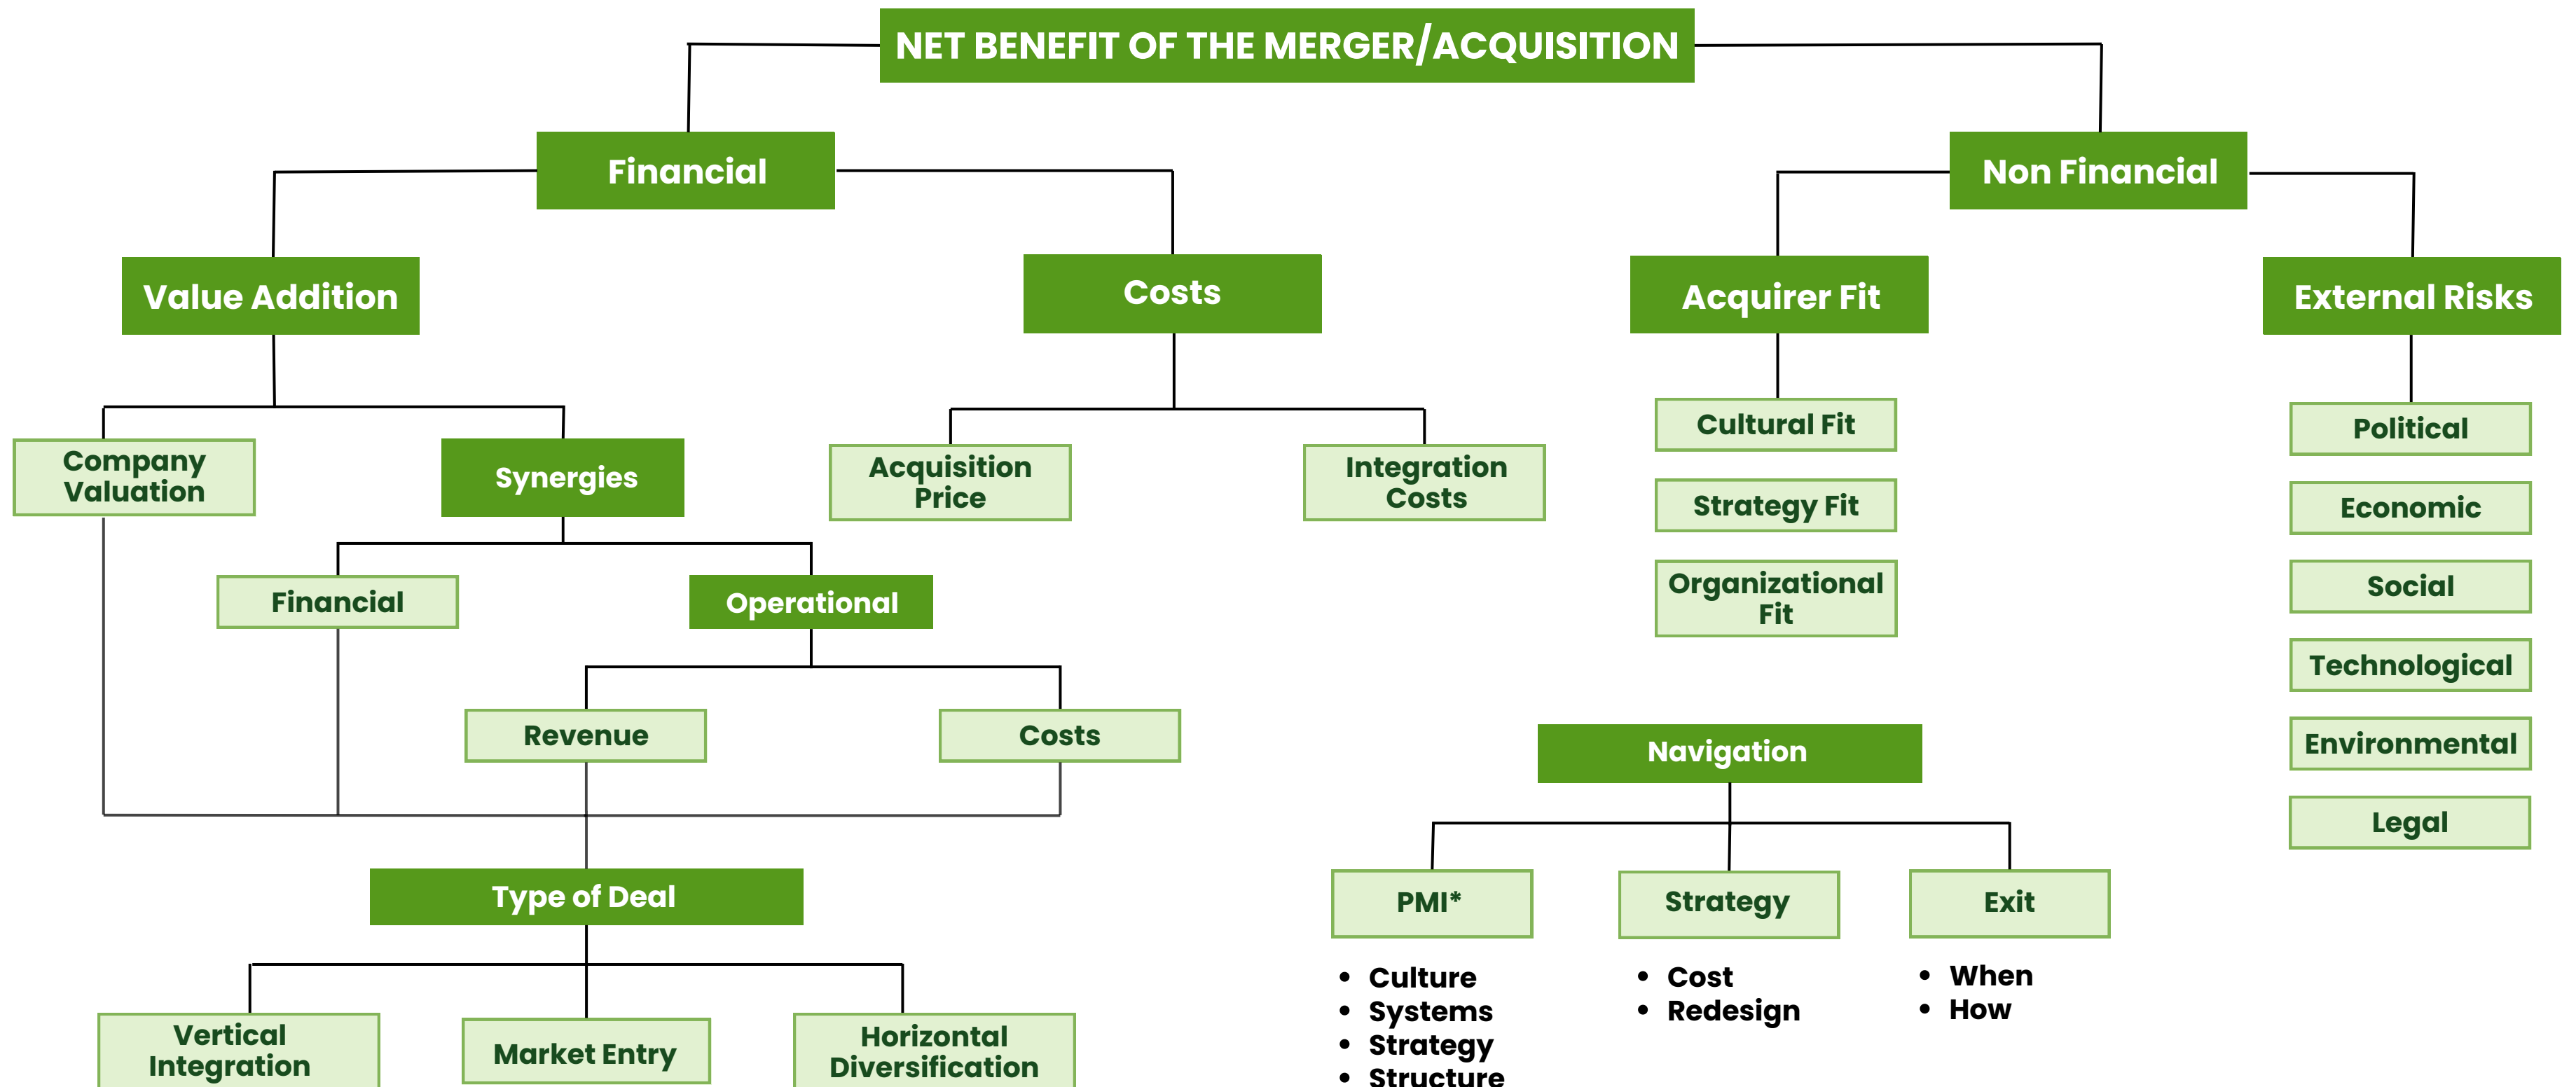 NET BENEFIT OF THE MERGER/ACQUISITION
Financial
Non Financial
Value Addition
Costs
Acquirer Fit
External Risks
Company
Valuation
Synergies
Acquisition
Price
Integration
Costs
Cultural Fit
Strategy Fit
Organizational
Fit
Political
Economic
Social
Technological
Environmental
Legal
Financial
Operational
Revenue
Costs
Type of Deal
Vertical
Integration
Market Entry
Horizontal
Diversification
Navigation
PMI*
Strategy
Exit
• Culture
• Systems
• Strategy
• Structure
• Cost
• Redesign
• When
• How